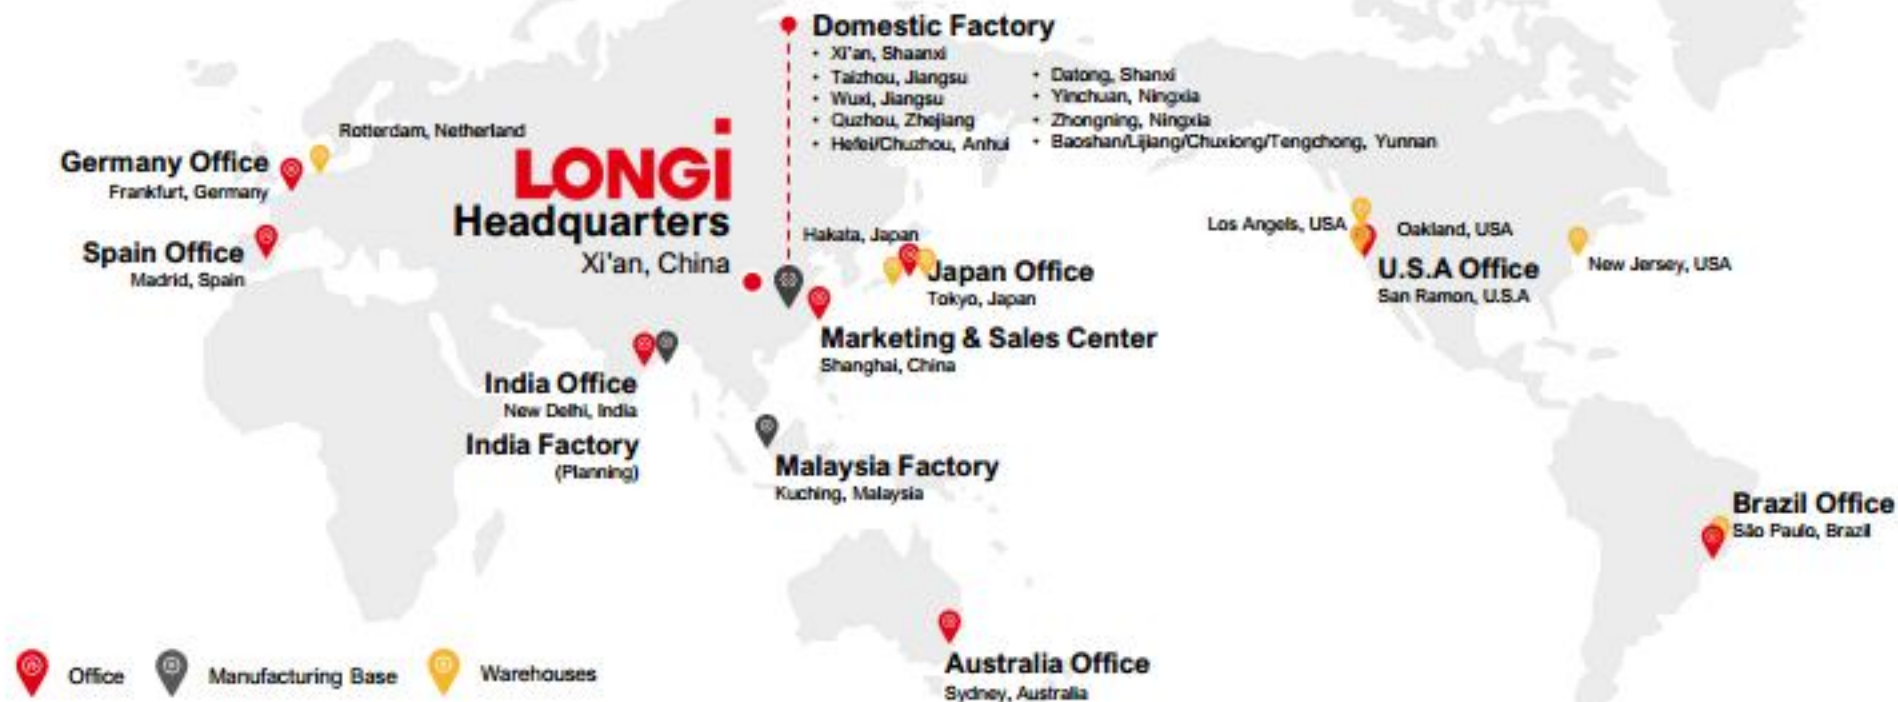 Domestic Factory
• Xi'an, Shaanxi
• Taizhou, Jiangsu
• Wuxi, Jiangsu
• Quzhou, Zhejiang
• Hefei/Chuzhou, Anhui
• Datong, Shanxi
• Yinchuan, Ningxia
• Zhongning, Ningxia
• Baoshan/Lijiang/Chuxiong/Tengchong, Yunnan
Rotterdam, Netherland
Germany Office
Frankfurt, Germany
Spain Office
Madrid, Spain
LONGi
Headquarters
Xi'an, China
Hakata, Japan
Japan Office
Tokyo, Japan
Marketing & Sales Center
Shanghai, China
Los Angels, USA
Oakland, USA
U.S.A Office
San Ramon, U.S.A
New Jersey, USA
India Office
New Delhi, India
India Factory
(Planning)
Malaysia Factory
Kuching, Malaysia
Brazil Office
São Paulo, Brazil
Australia Office
Sydney, Australia
Office
Manufacturing Base
Warehouses